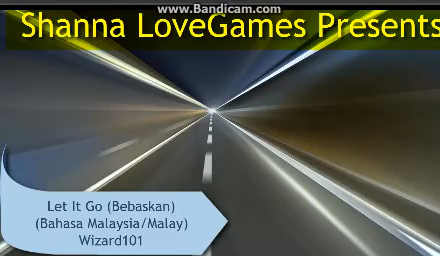 www.Bandicam.com
Shanna LoveGames Presents
Let It Go (Bebaskan)
(Bahasa Malaysia/Malay)
Wizard101